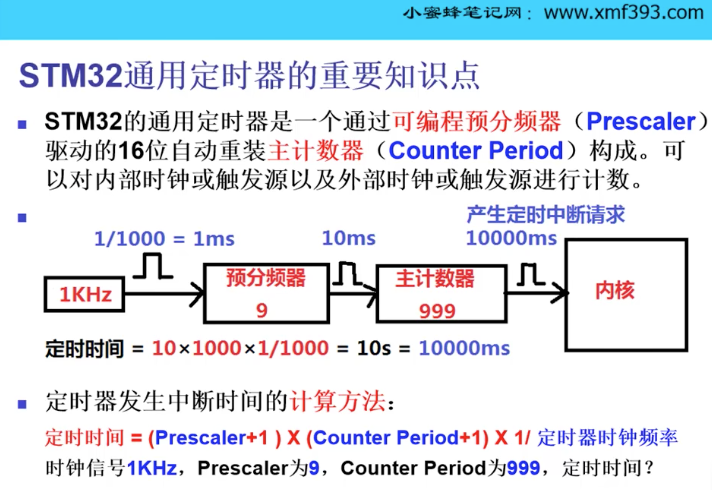 小蜜蜂笔记网：www.xmf393.com
STM32通用定时器的重要知识点
STM32的通用定时器是一个通过可编程预分频器（Prescaler）
驱动的16位自动重装主计数器（Counter Period）构成。可
以对内部时钟或触发源以及外部时钟或触发源进行计数。
产生定时中断请求
1/1000 = 1ms 10ms 10000ms
1KHz 预分频器 主计数器 内核
9 999
定时时间 = 10×1000×1/1000 = 10s = 10000ms
定时器发生中断时间的计算方法：
定时时间 = (Prescaler+1 ) X (Counter Period+1) X 1/ 定时器时钟频率
时钟信号1KHz，Prescaler为9，Counter Period为999，定时时间？